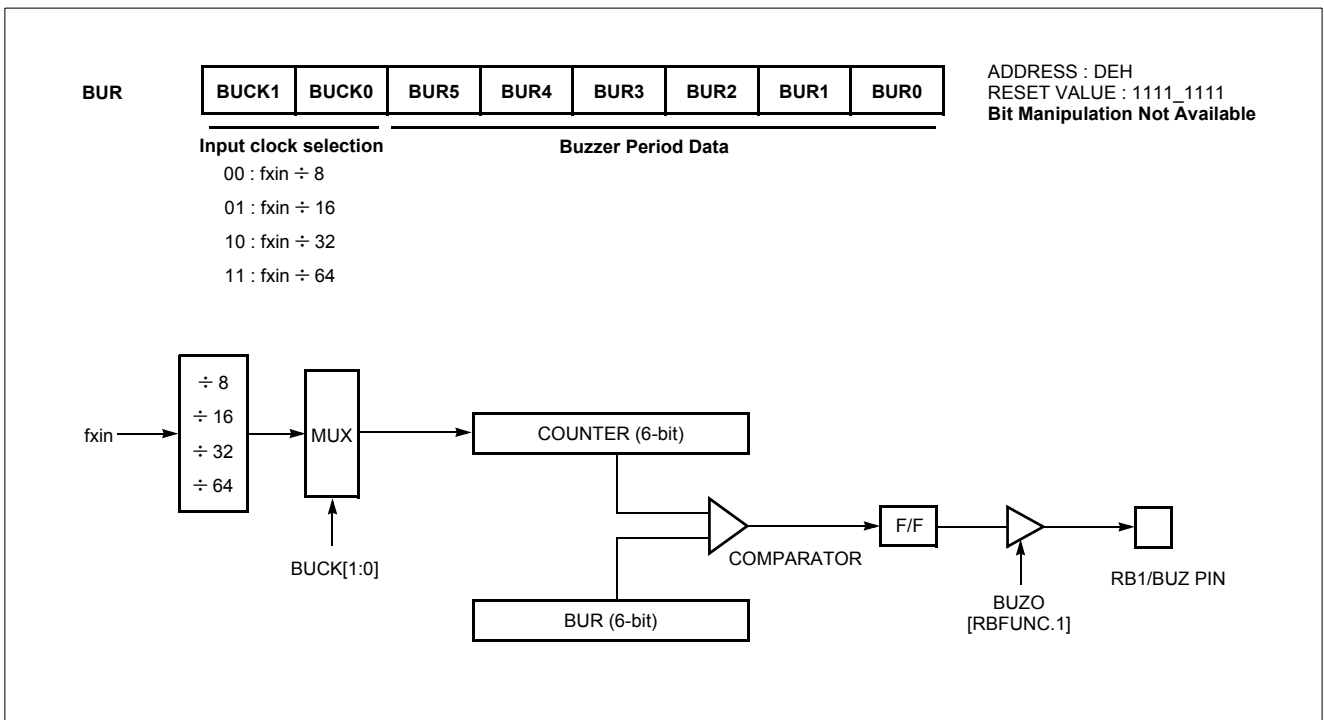 BUR
BUCK1 BUCK0 BUR5 BUR4 BUR3 BUR2 BUR1 BUR0
ADDRESS : DEH
RESET VALUE : 1111_1111
Bit Manipulation Not Available
Input clock selection
Buzzer Period Data
00 : fxin ÷ 8
01 : fxin ÷ 16
10 : fxin ÷ 32
11 : fxin ÷ 64
fxin
÷ 8
÷ 16
÷ 32
÷ 64
MUX
BUCK[1:0]
COUNTER (6-bit)
COMPARATOR
BUR (6-bit)
F/F
BUZO
[RBFUNC.1]
RB1/BUZ PIN